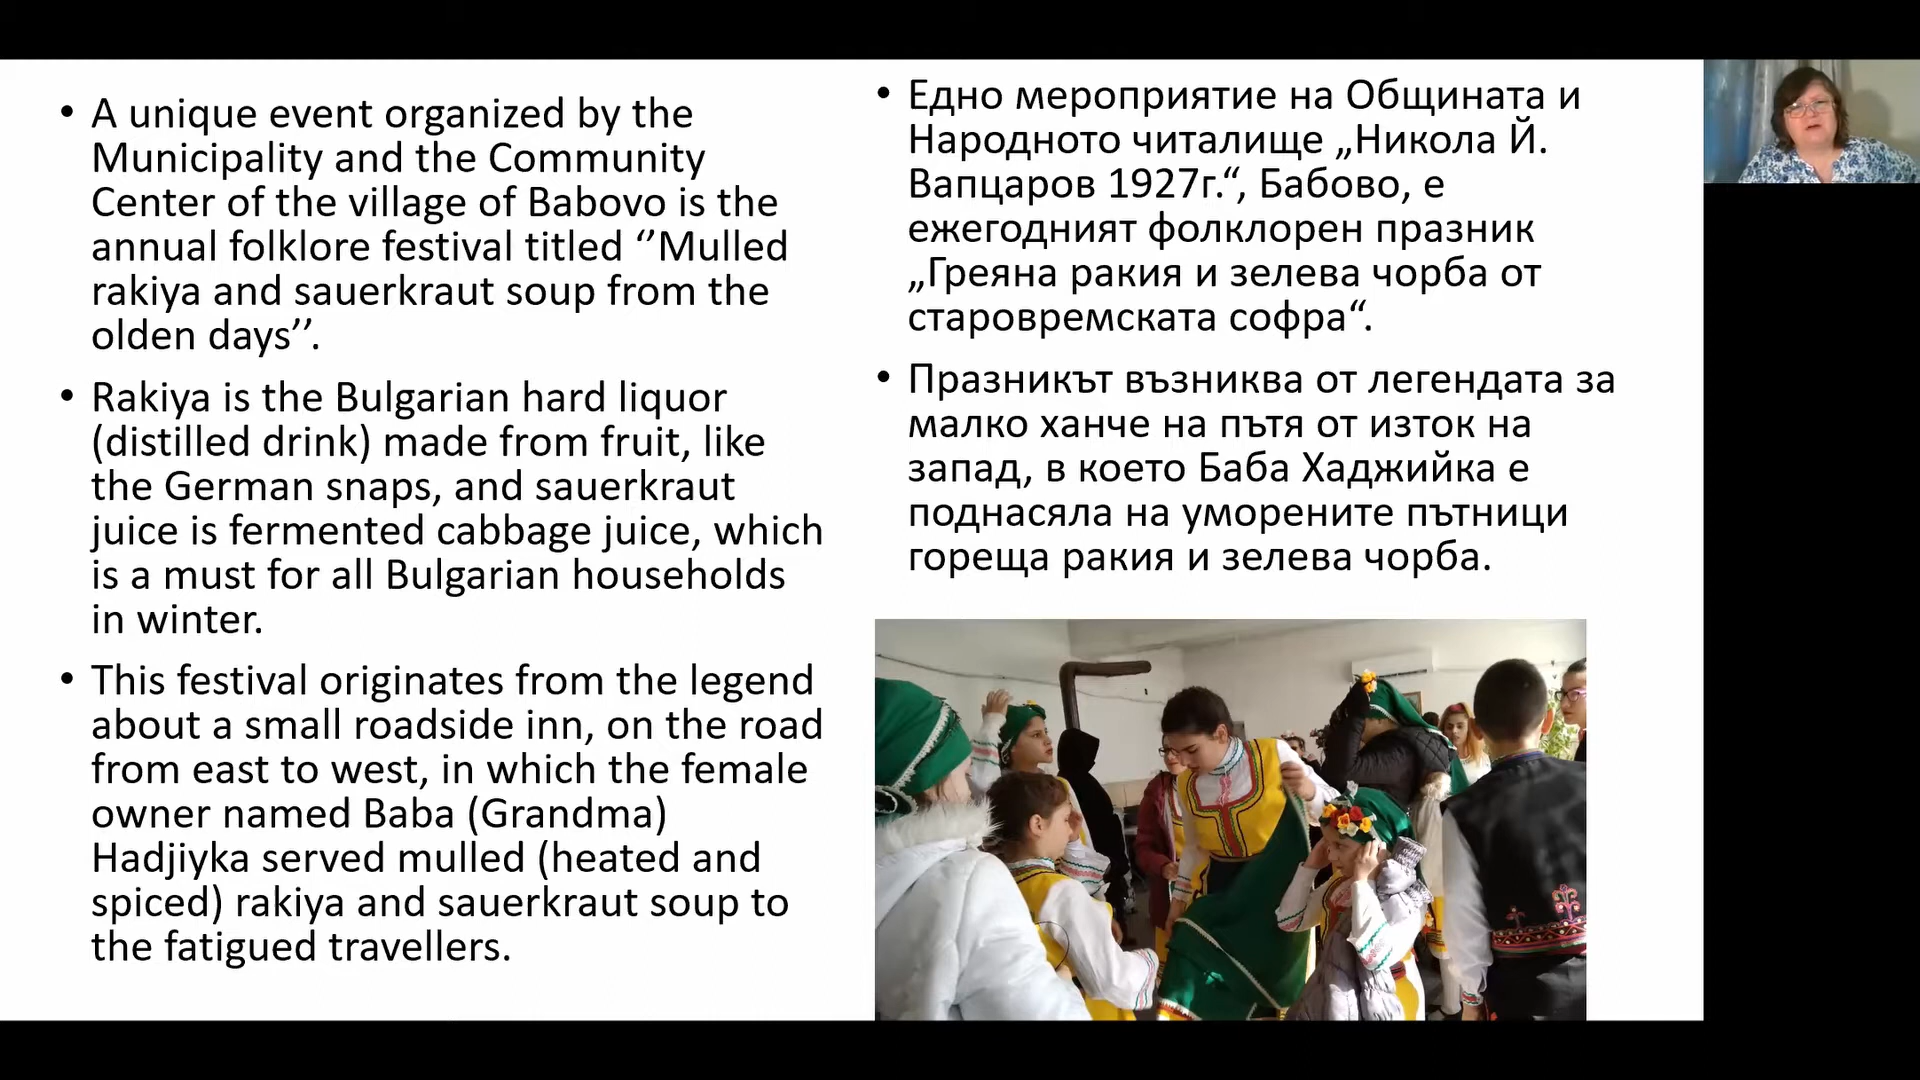 • A unique event organized by the
Municipality and the Community
Center of the village of Babovo is the
annual folklore festival titled ‘’Mulled
rakiya and sauerkraut soup from the
olden days’’.
• Rakiya is the Bulgarian hard liquor
(distilled drink) made from fruit, like
the German snaps, and sauerkraut
juice is fermented cabbage juice, which
is a must for all Bulgarian households
in winter.
• This festival originates from the legend
about a small roadside inn, on the road
from east to west, in which the female
owner named Baba (Grandma)
Hadjiyka served mulled (heated and
spiced) rakiya and sauerkraut soup to
the fatigued travellers.
• Едно мероприятие на Общината и
Народното читалище „Никола Й.
Вапцаров 1927г.“, Бабово, е
ежегодният фолклорен празник
„Греяна ракия и зелева чорба от
старовремската софра“.
• Празникът възниква от легендата за
малко ханче на пътя от изток на
запад, в което Баба Хаджийка е
поднасяла на уморените пътници
гореща ракия и зелева чорба.